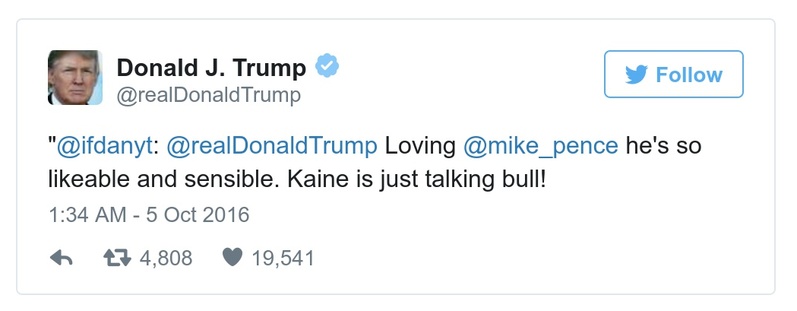 Donald J. Trump
@realDonaldTrump
Follow
"@ifdanyt: @realDonaldTrump Loving @mike_pence he's so
likeable and sensible. Kaine is just talking bull!
1:34 AM - 5 Oct 2016
4,808 19,541